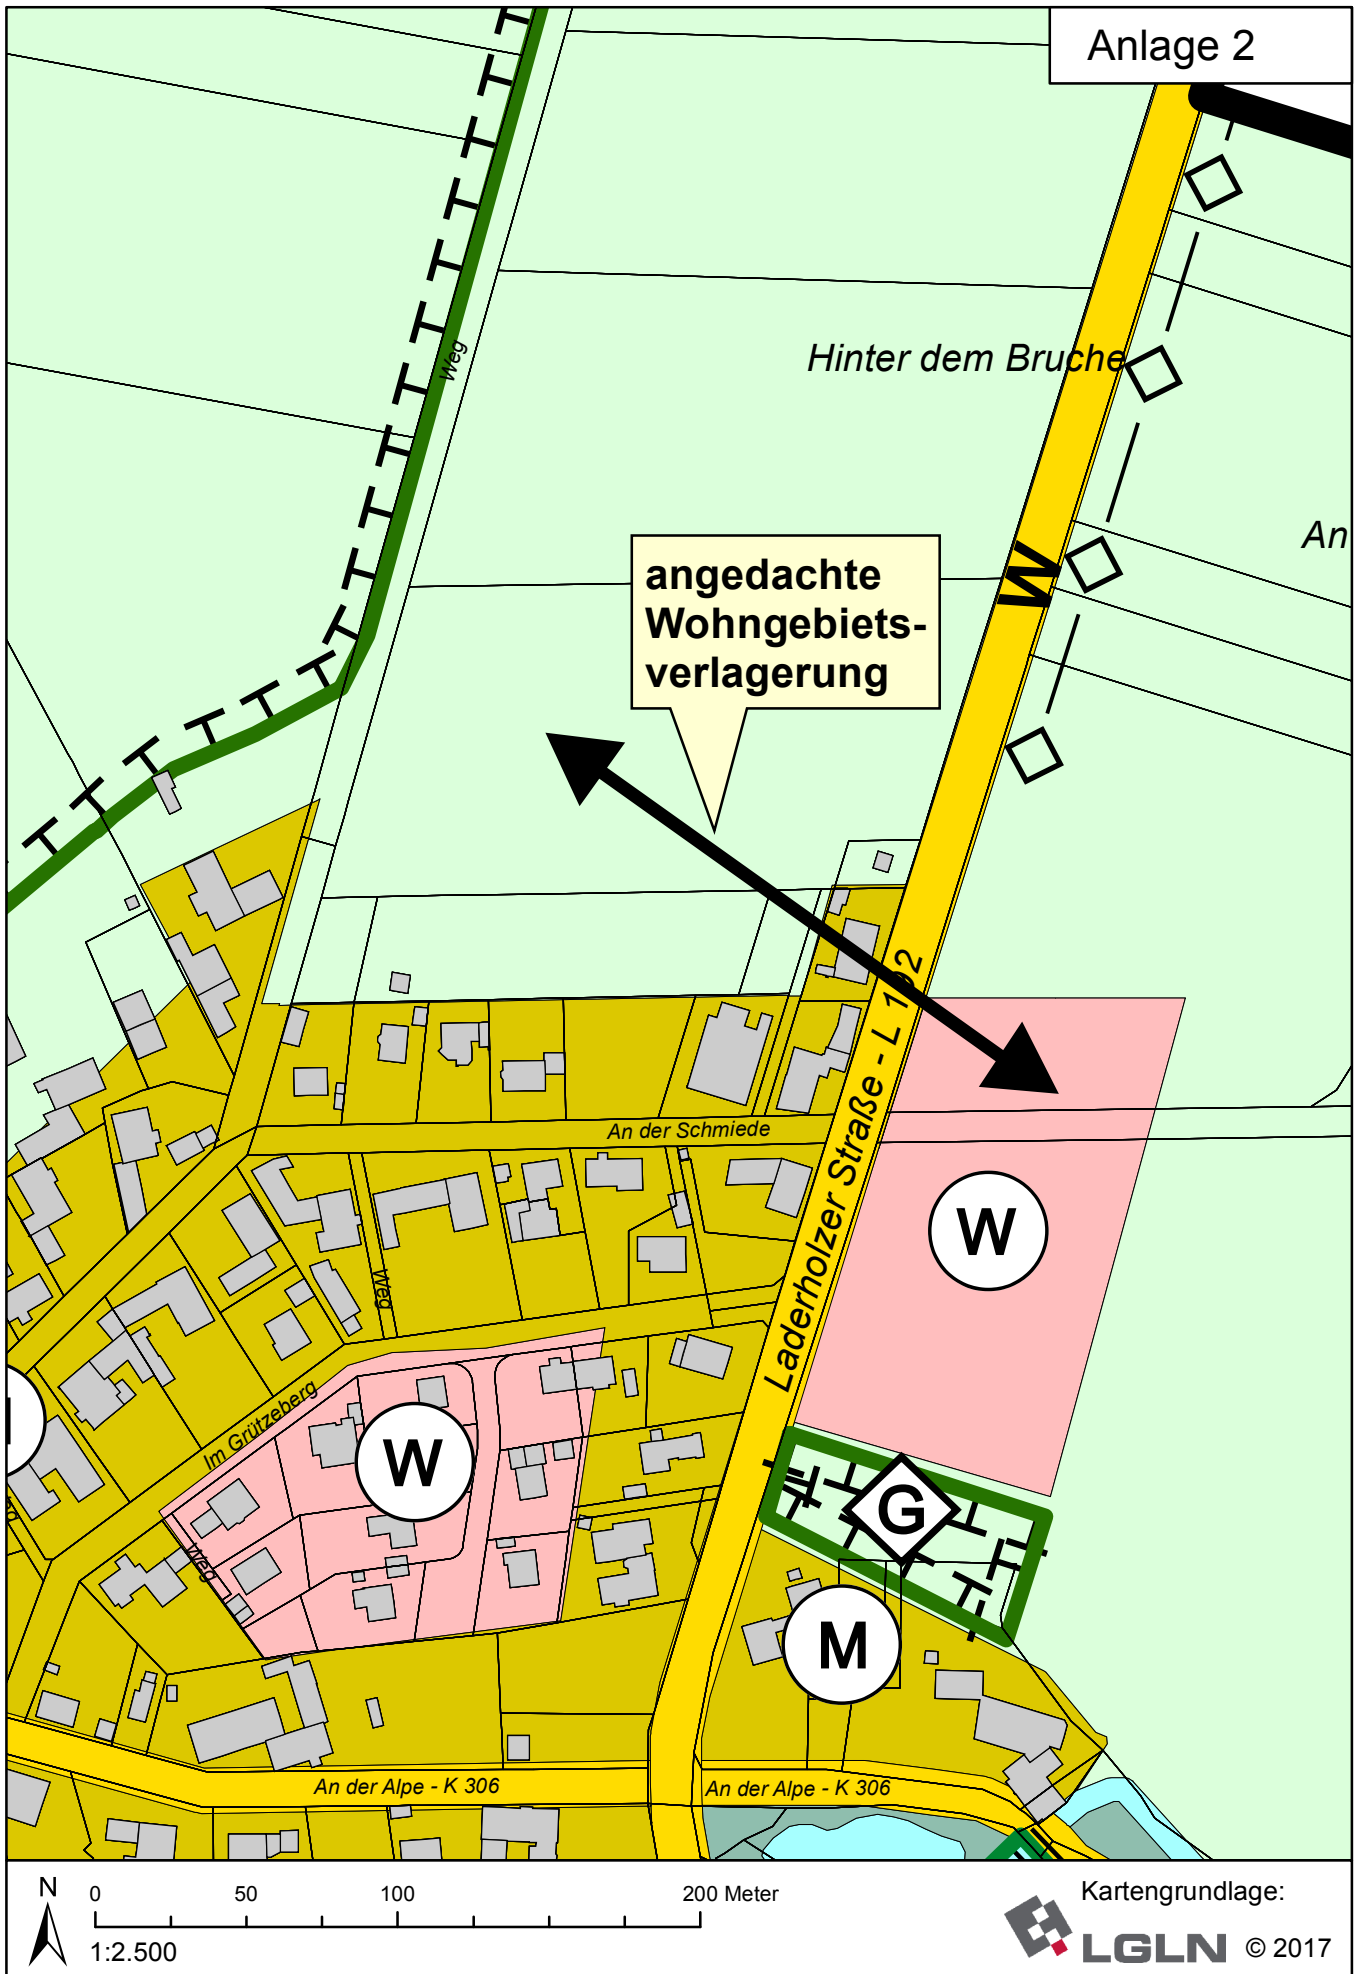 Anlage 2
Weg
Hinter dem Bruche
An
W
angedachte
Wohngebiets-
verlagerung
An der Schmiede
Laderholzer Straße - L 192
W
Weg
Im Grützeberg
W
Weg
G
M
An der Alpe - K 306
An der Alpe - K 306
N
0 50 100 200 Meter
1:2.500
Kartengrundlage:
LGLN © 2017